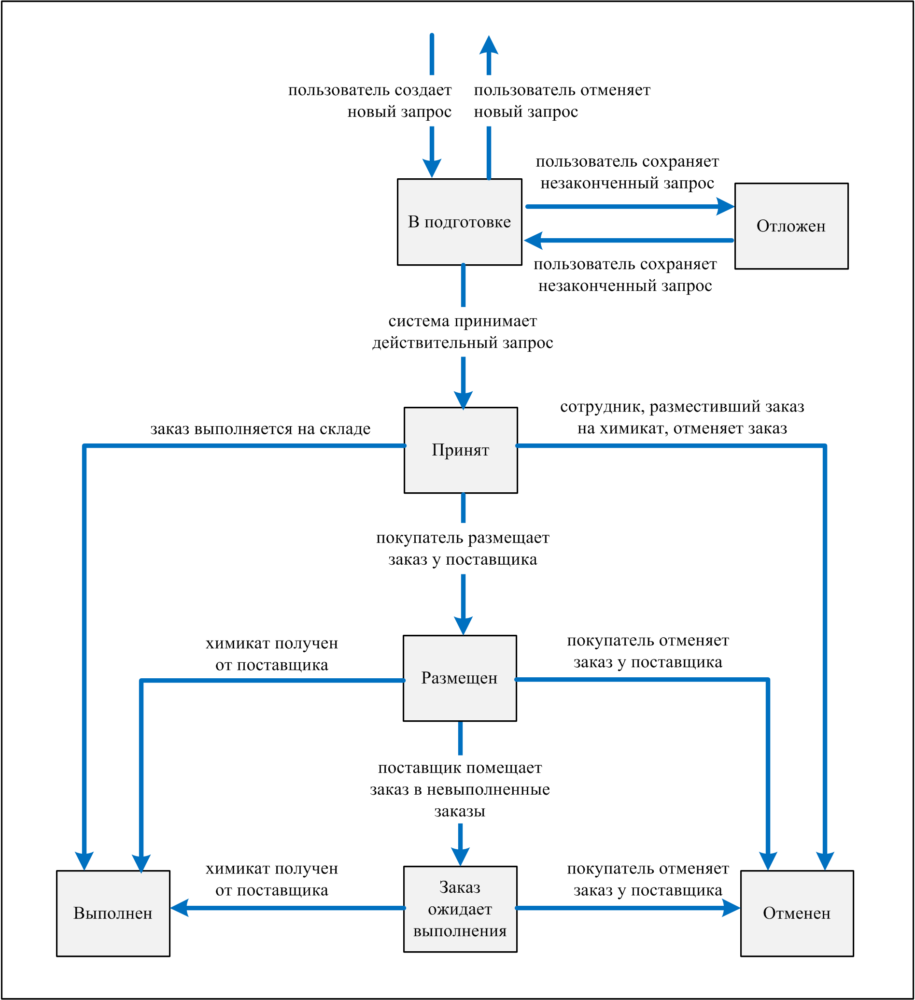 пользователь создает
новый запрос
пользователь отменяет
новый запрос
пользователь сохраняет
незаконченный запрос
В подготовке
Отложен
пользователь сохраняет
незаконченный запрос
система принимает
действительный запрос
заказ выполняется на складе
Принят
сотрудник, разместивший заказ
на химикат, отменяет заказ
покупатель размещает
заказ у поставщика
химикат получен
от поставщика
Размещен
покупатель отменяет
заказ у поставщика
поставщик помещает
заказ в невыполненные
заказы
Выполнен
химикат получен
от поставщика
Заказ
ожидает
выполнения
покупатель отменяет
заказ у поставщика
Отменен